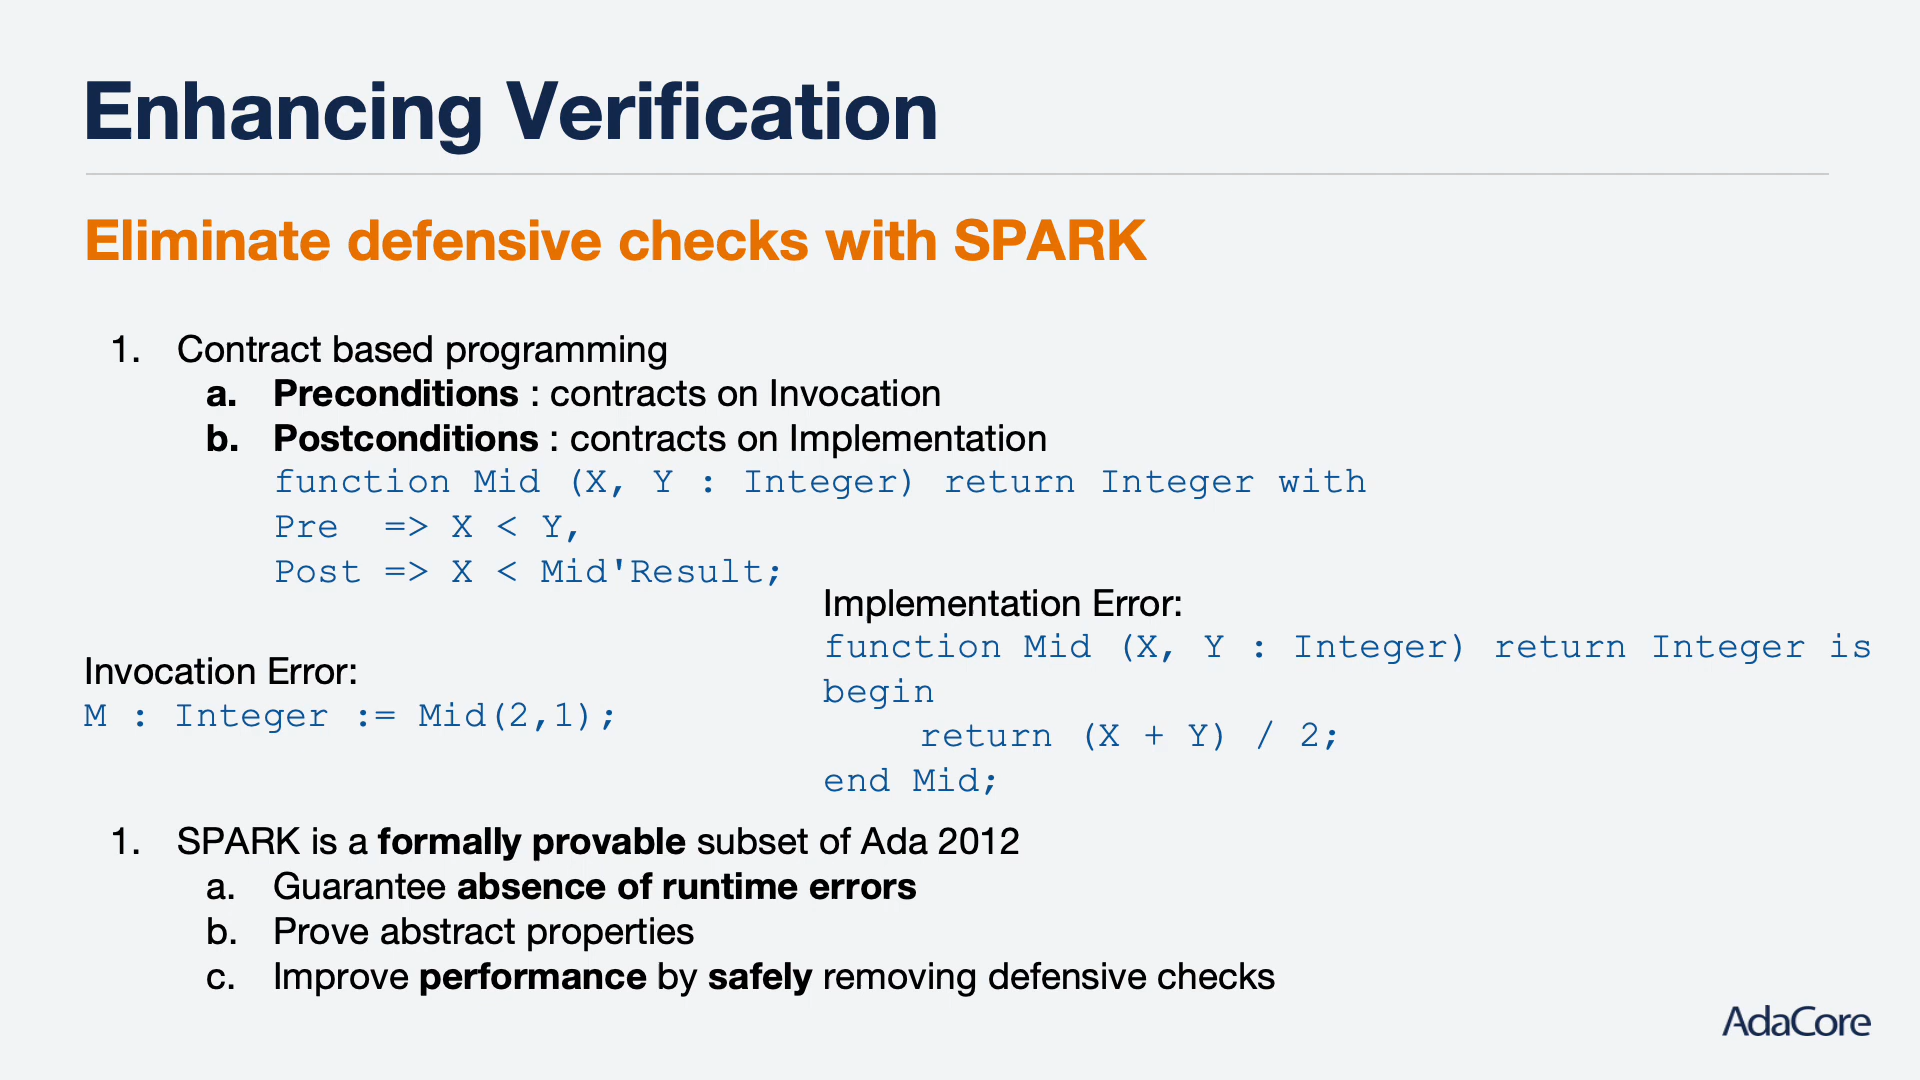 Enhancing Verification
Eliminate defensive checks with SPARK
1. Contract based programming
a. Preconditions : contracts on Invocation
b. Postconditions : contracts on Implementation
function Mid (X, Y : Integer) return Integer with
Pre  => X < Y,
Post => X < Mid'Result;
Invocation Error:
M : Integer := Mid(2,1);
Implementation Error:
function Mid (X, Y : Integer) return Integer is
begin
    return (X + Y) / 2;
end Mid;
1. SPARK is a formally provable subset of Ada 2012
a. Guarantee absence of runtime errors
b. Prove abstract properties
c. Improve performance by safely removing defensive checks
AdaCore